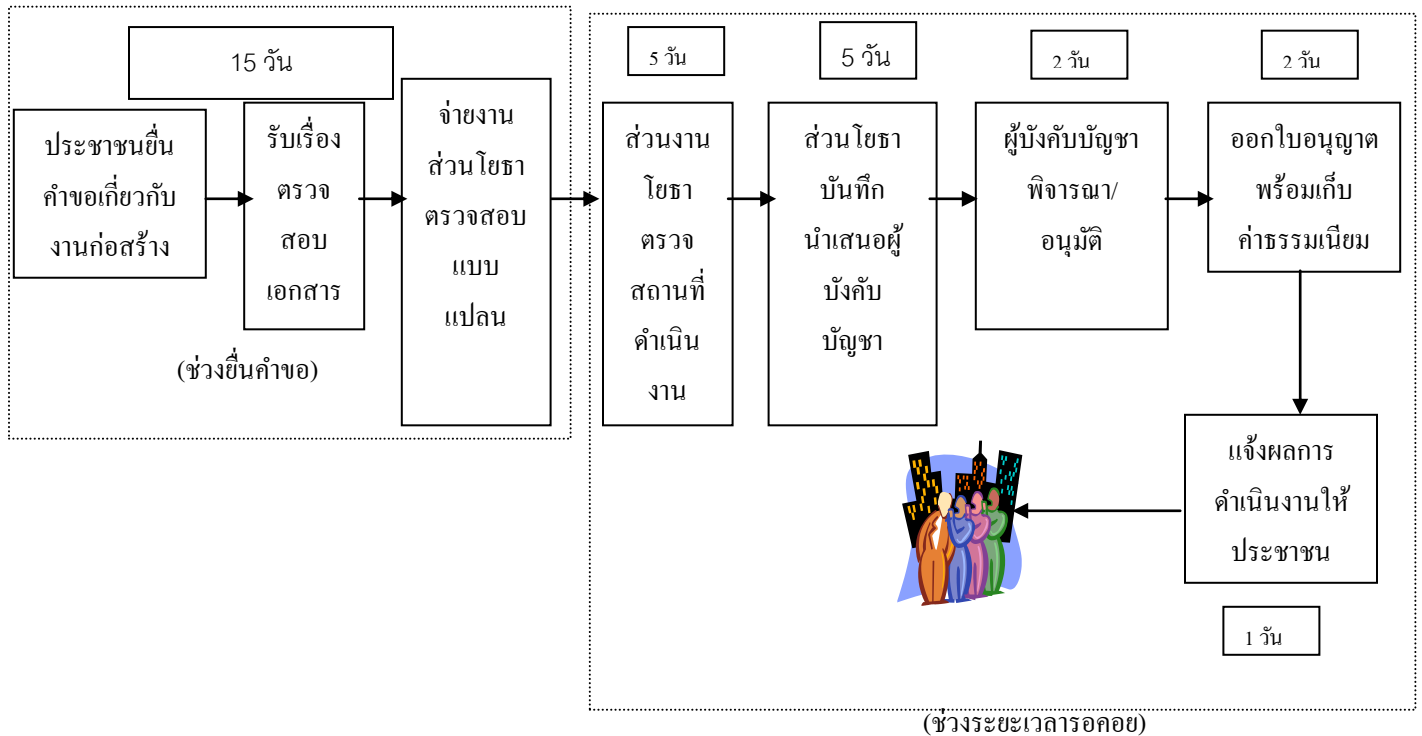 15 วัน
ประชาชนยื่น
คำขอเกี่ยวกับ
งานก่อสร้าง
รับเรื่อง
ตรวจ
สอบ
เอกสาร
จ่ายงาน
ส่วนโยธา
ตรวจสอบ
แบบ
แปลน
(ช่วงยื่นคำขอ)
5 วัน
ส่วนงาน
โยธา
ตรวจ
สถานที่
ดำเนิน
งาน
5 วัน
ส่วนโยธา
บันทึก
นำเสนอผู้
บังคับ
บัญชา
2 วัน
ผู้บังคับบัญชา
พิจารณา/
อนุมัติ
2 วัน
ออกใบอนุญาต
พร้อมเก็บ
ค่าธรรมเนียม
แจ้งผลการ
ดำเนินงานให้
ประชาชน
1 วัน
(ช่วงระยะเวลารอคอย)